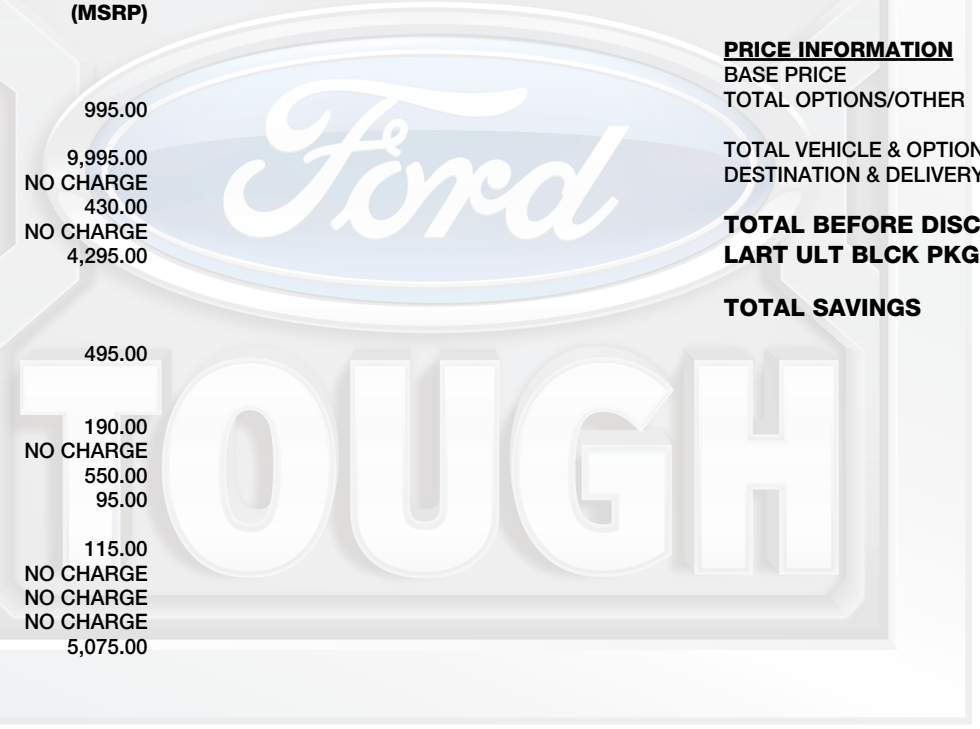 (MSRP)
995.00
9,995.00
NO CHARGE
430.00
NO CHARGE
4,295.00
495.00
190.00
NO CHARGE
550.00
95.00
115.00
NO CHARGE
NO CHARGE
NO CHARGE
5,075.00
PRICE INFORMATION
BASE PRICE
TOTAL OPTIONS/OTHER
TOTAL VEHICLE & OPTION
DESTINATION & DELIVERY
TOTAL BEFORE DISC
LART ULT BLCK PKG
TOTAL SAVINGS
Ford
TOUGH